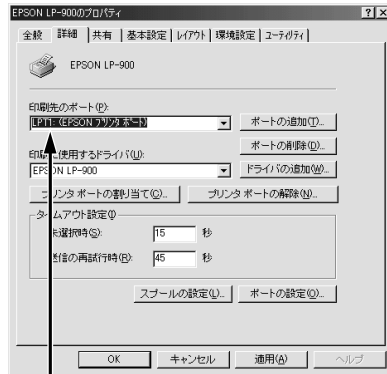 EPSON LP-900のプロパティ
全般 詳細 共有 基本設定 レイアウト 環境設定 ユーティリティ
EPSON LP-900
印刷先のポート(P):
LPT1: (EPSON プリンタ ポート)
ポートの追加(T)...
ポートの削除(D)...
印刷に使用するドライバ(U):
EPSON LP-900
ドライバの追加(W)...
プリンタ ポートの割り当て(C)...
プリンタ ポートの解除(N)...
タイムアウト設定
未選択時(S): 15 秒
送信の再試行時(R): 45 秒
スプールの設定(L)...
ポートの設定(O)...
OK キャンセル 適用(A) ヘルプ